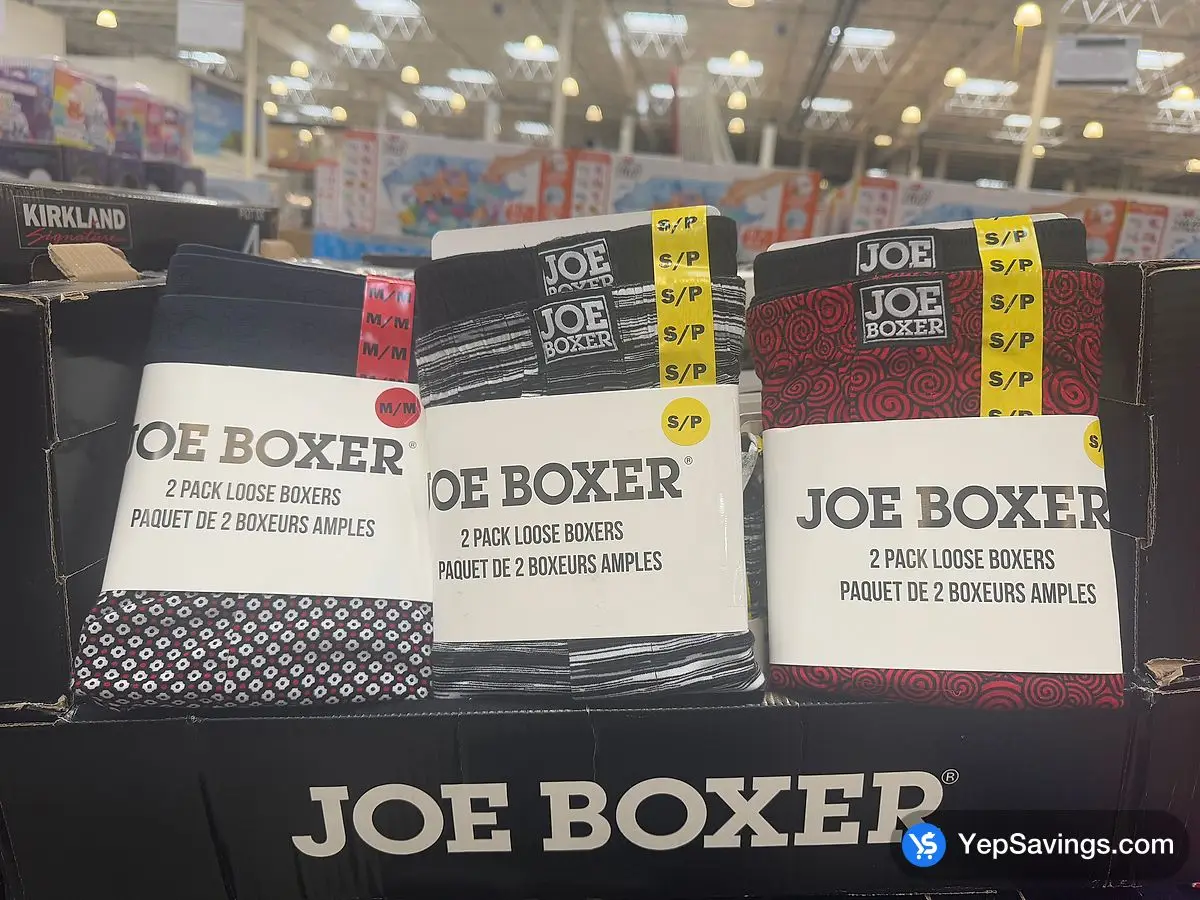 KIRKLAND
Signature
M/M
M/M
M/M
M/M
JOE BOXER®
2 PACK LOOSE BOXERS
PAQUET DE 2 BOXEURS AMPLES
JOE
BOXER
JOE
BOXER
S/P
S/P
S/P
S/P
S/P
S/P
JOE BOXER®
2 PACK LOOSE BOXERS
PAQUET DE 2 BOXEURS AMPLES
JOE
JOE
BOXER
S/P
S/P
S/P
S/P
S/P
S/P
S/
JOE BOXER
2 PACK LOOSE BOXERS
PAQUET DE 2 BOXEURS AMPLES
JOE BOXER®
YepSavings.com